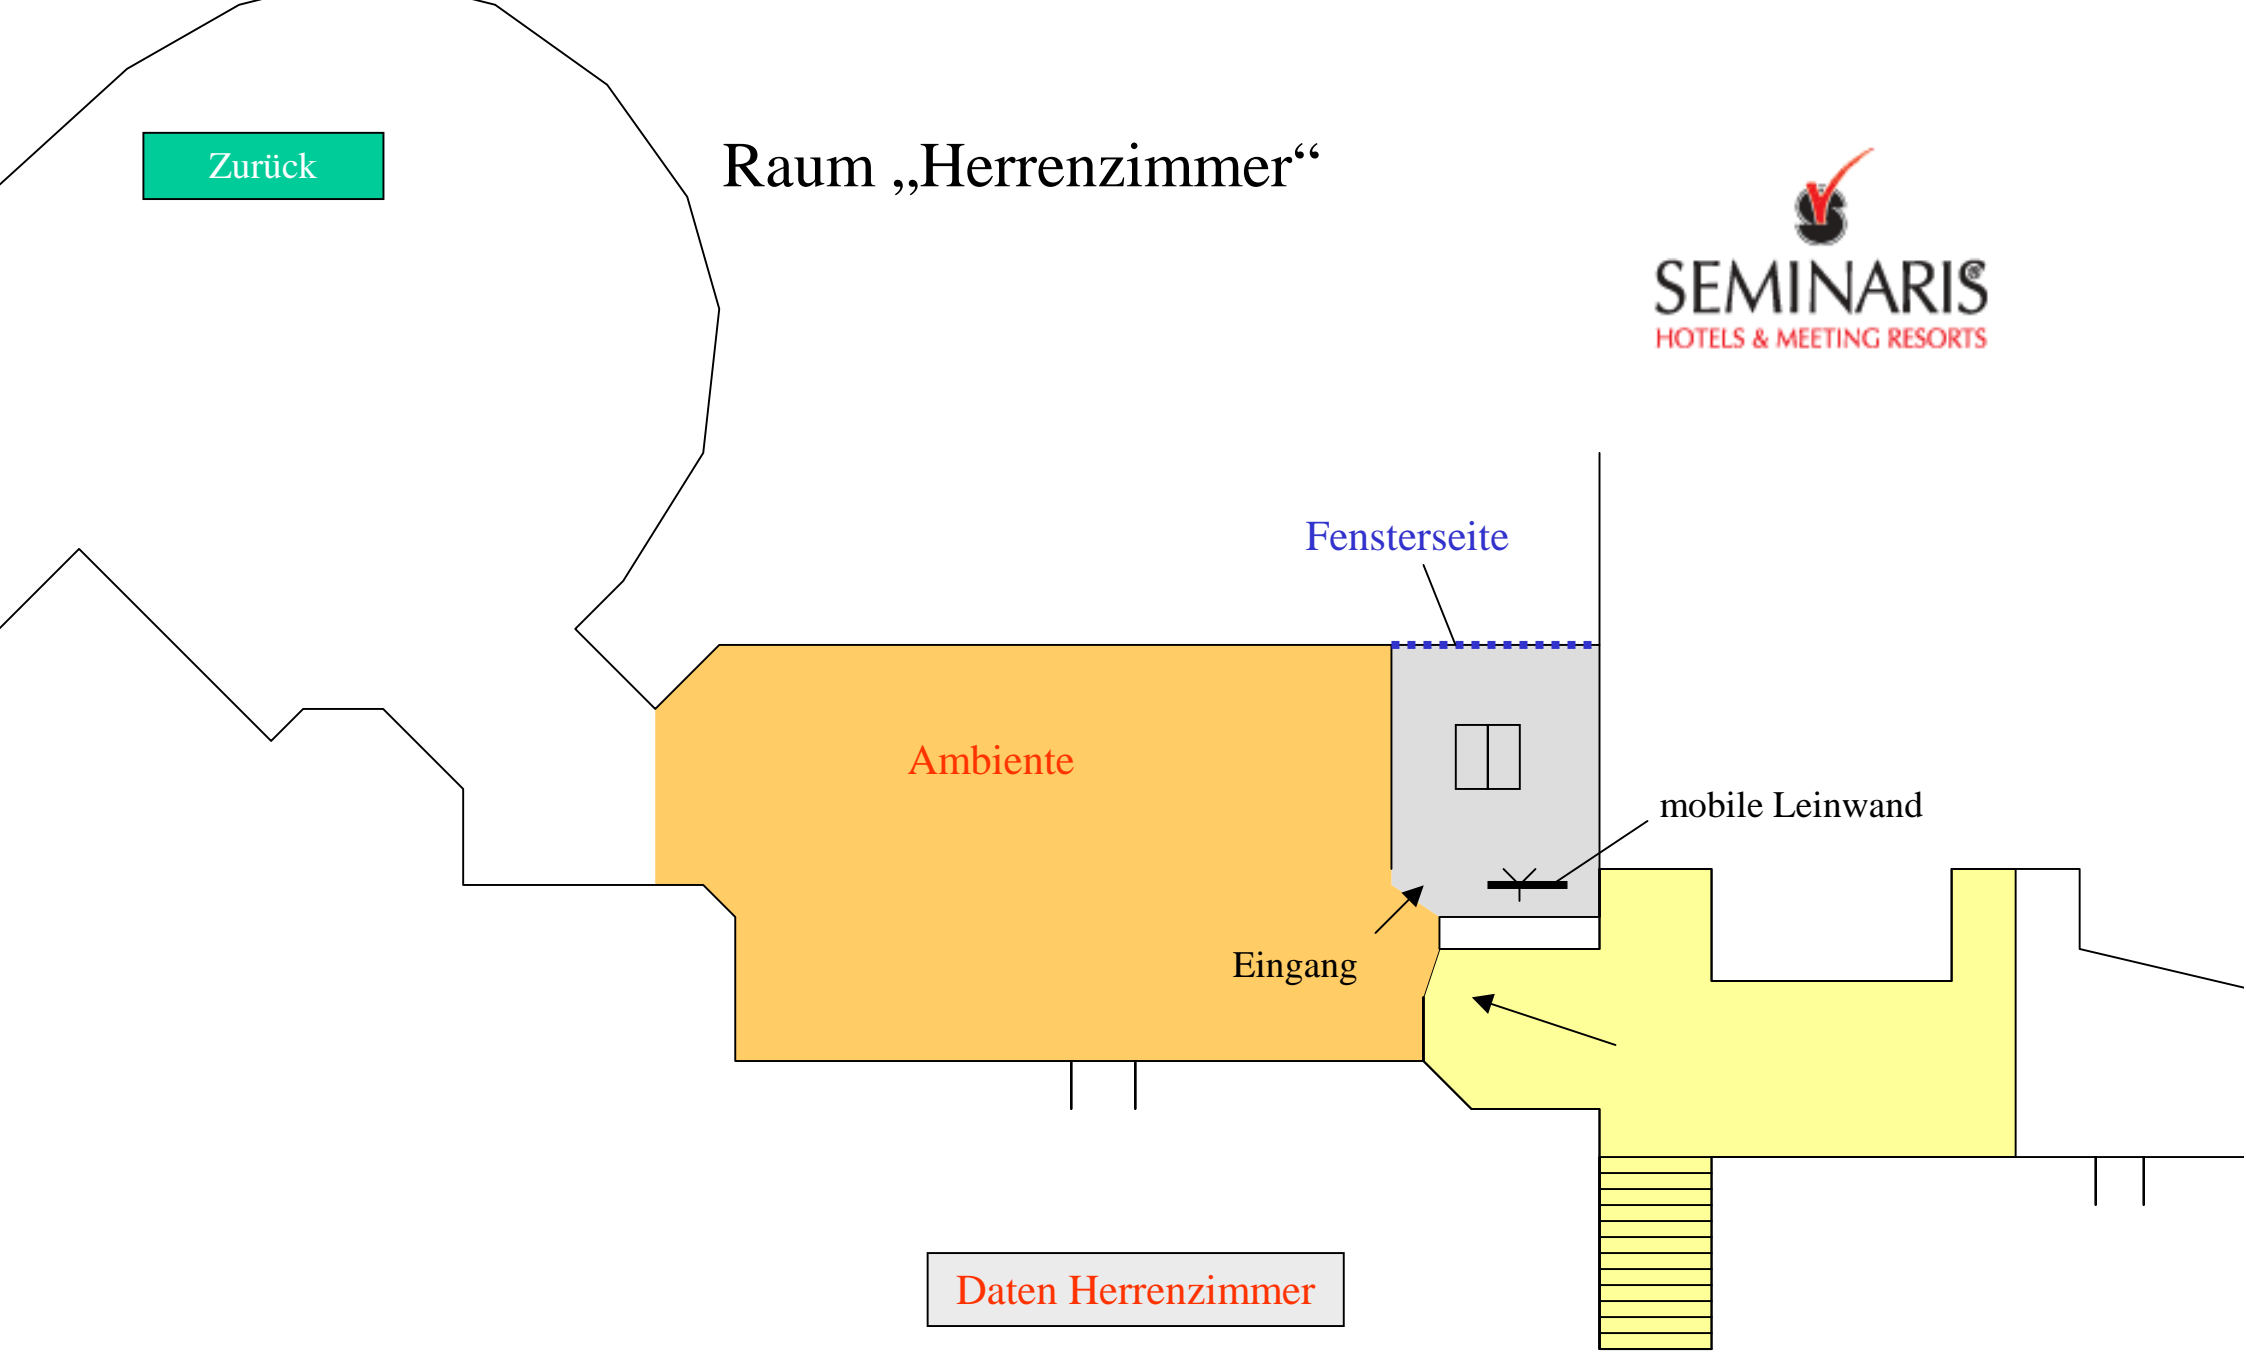 Zurück
Raum „Herrenzimmer“
SEMINARIS®
HOTELS & MEETING RESORTS
Fensterseite
Ambiente
mobile Leinwand
Eingang
Daten Herrenzimmer